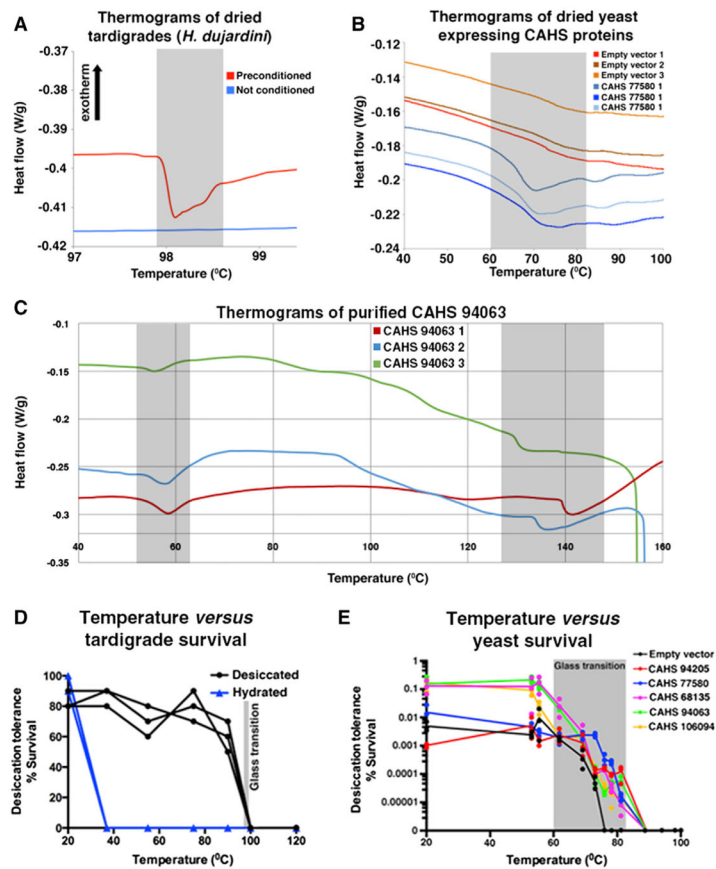 A
Thermograms of dried
tardigrades (H. dujardini)
-0.37
-0.38
-0.39
-0.4
-0.41
-0.42
Heat flow (W/g)
exotherm
Preconditioned
Not conditioned
97
98
99
Temperature (⁰C)
B
Thermograms of dried yeast
expressing CAHS proteins
-0.12
-0.14
-0.16
-0.18
-0.2
-0.22
-0.24
Heat flow (W/g)
Empty vector 1
Empty vector 2
Empty vector 3
CAHS 77580 1
CAHS 77580 1
CAHS 77580 1
40 50 60 70 80 90 100
Temperature (⁰C)
C
Thermograms of purified CAHS 94063
-0.1
-0.15
-0.2
-0.25
-0.3
-0.35
Heat flow (W/g)
CAHS 94063 1
CAHS 94063 2
CAHS 94063 3
40 60 80 100 120 140 160
Temperature (⁰C)
D
Temperature versus
tardigrade survival
100
80
60
40
20
0
Desiccation tolerance
% Survival
Desiccated
Hydrated
Glass transition
20 40 60 80 100 120
Temperature (⁰C)
E
Temperature versus
yeast survival
1
0.1
0.01
0.001
0.0001
0.00001
0
Desiccation tolerance
% Survival
Glass transition
Empty vector
CAHS 94205
CAHS 77580
CAHS 68135
CAHS 94063
CAHS 106094
20 40 60 80 100
Temperature (⁰C)